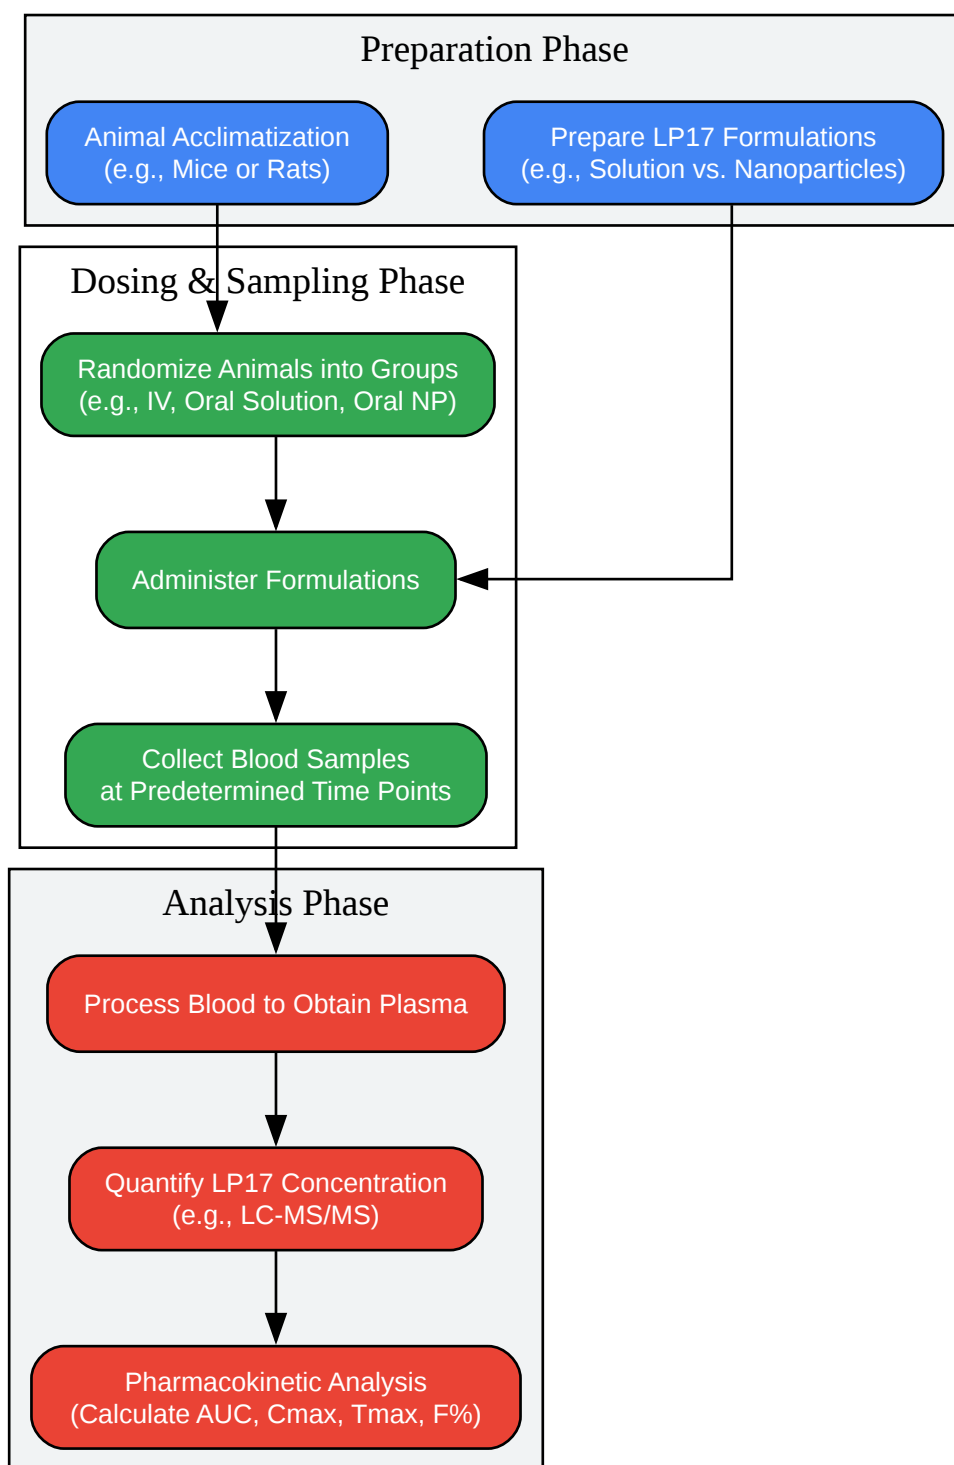 Preparation Phase
Animal Acclimatization
(e.g., Mice or Rats)
Prepare LP17 Formulations
(e.g., Solution vs. Nanoparticles)
Dosing & Sampling Phase
Randomize Animals into Groups
(e.g., IV, Oral Solution, Oral NP)
Administer Formulations
Collect Blood Samples
at Predetermined Time Points
Analysis Phase
Process Blood to Obtain Plasma
Quantify LP17 Concentration
(e.g., LC-MS/MS)
Pharmacokinetic Analysis
(Calculate AUC, Cmax, Tmax, F%)